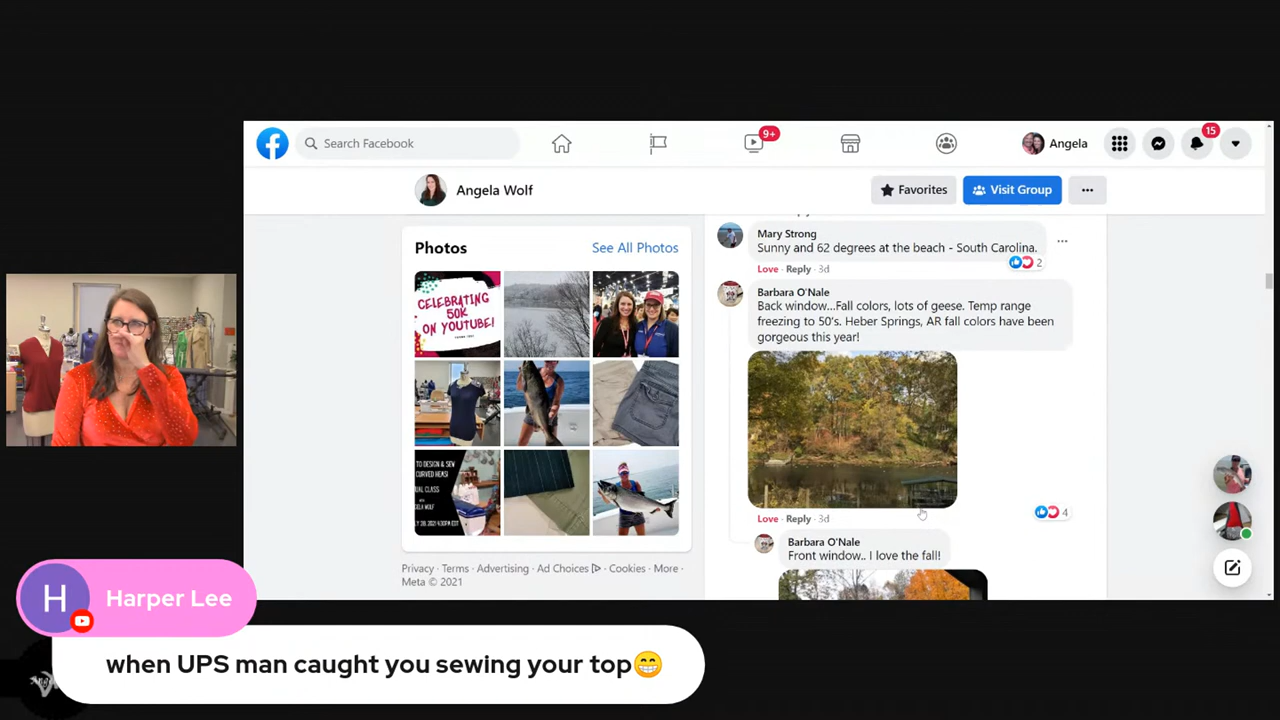 Search Facebook
9+
Angela
15
Angela Wolf
Favorites
Visit Group
Photos
See All Photos
CELEBRATING
50K
ON YOUTUBE!
TO DESIGN & SEW
CURVED HEMS!
Privacy · Terms · Advertising · Ad Choices · Cookies · More ·
Meta © 2021
Mary Strong
Sunny and 62 degrees at the beach - South Carolina.
2
Love · Reply · 3d
Barbara O'Nale
Back window...Fall colors, lots of geese. Temp range
freezing to 50's. Heber Springs, AR fall colors have been
gorgeous this year!
Love · Reply · 3d
4
Barbara O'Nale
Front window.. I love the fall!
H
Harper Lee
when UPS man caught you sewing your top😁